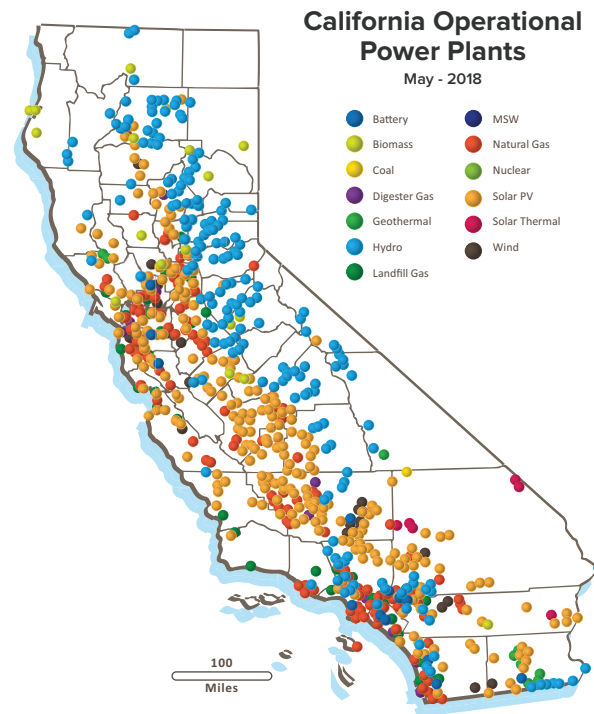 California Operational
Power Plants
May - 2018
Battery
Biomass
Coal
Digester Gas
Geothermal
Hydro
Landfill Gas
MSW
Natural Gas
Nuclear
Solar PV
Solar Thermal
Wind
100
Miles